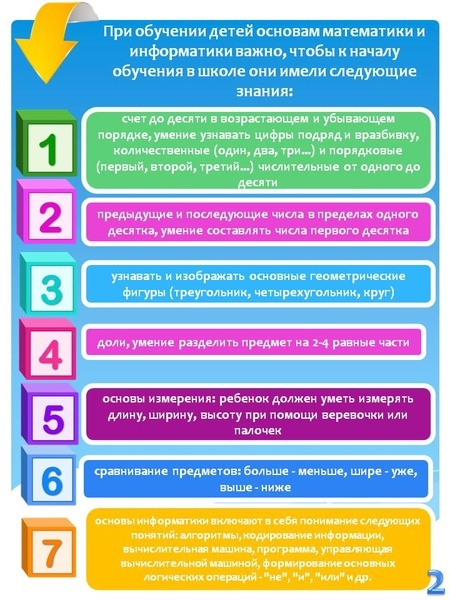 При обучении детей основам математики и
информатики важно, чтобы к началу
обучения в школе они имели следующие
знания:
1
счет до десяти в возрастающем и убывающем
порядке, умение узнавать цифры подряд и вразбивку,
количественные (один, два, три...) и порядковые
(первый, второй, третий...) числительные от одного до
десяти
2
предыдущие и последующие числа в пределах одного
десятка, умение составлять числа первого десятка
3
узнавать и изображать основные геометрические
фигуры (треугольник, четырехугольник, круг)
4
доли, умение разделить предмет на 2-4 равные части
5
основы измерения: ребенок должен уметь измерять
длину, ширину, высоту при помощи веревочки или
палочек
6
сравнивание предметов: больше - меньше, шире - уже,
выше - ниже
7
основы информатики включают в себя понимание следующих
понятий: алгоритмы, кодирование информации,
вычислительная машина, программа, управляющая
вычислительной машиной, формирование основных
логических операций - "не", "и", "или" и др.
2